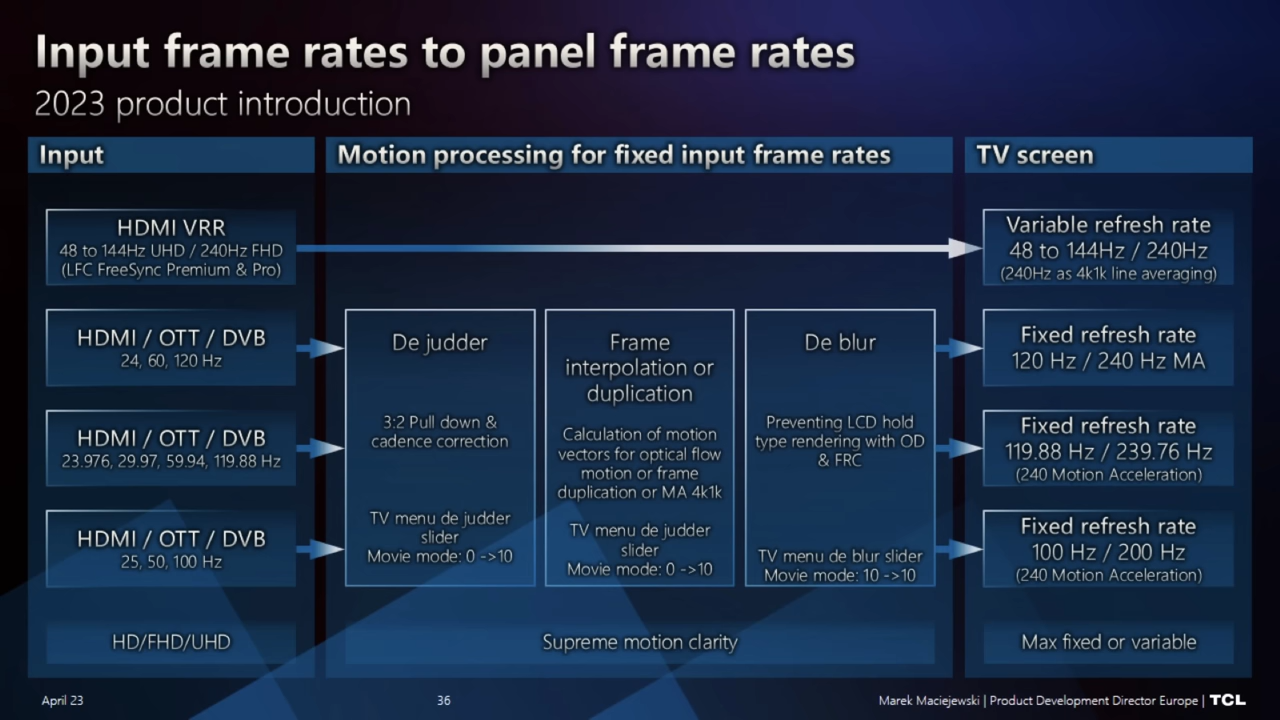 Input frame rates to panel frame rates
2023 product introduction
Input
Motion processing for fixed input frame rates
TV screen
HDMI VRR
48 to 144Hz UHD / 240Hz FHD
(LFC FreeSync Premium & Pro)
Variable refresh rate
48 to 144Hz / 240Hz
(240Hz as 4k1k line averaging)
HDMI / OTT / DVB
24, 60, 120 Hz
HDMI / OTT / DVB
23.976, 29.97, 59.94, 119.88 Hz
HDMI / OTT / DVB
25, 50, 100 Hz
De judder
3:2 Pull down &
cadence correction
TV menu de judder
slider
Movie mode: 0 ->10
Frame
interpolation or
duplication
Calculation of motion
vectors for optical flow
motion or frame
duplication or MA 4k1k
TV menu de judder
slider
Movie mode: 0 ->10
De blur
Preventing LCD hold
type rendering with OD
& FRC
TV menu de blur slider
Movie mode: 10 ->10
Fixed refresh rate
120 Hz / 240 Hz MA
Fixed refresh rate
119.88 Hz / 239.76 Hz
(240 Motion Acceleration)
Fixed refresh rate
100 Hz / 200 Hz
(240 Motion Acceleration)
HD/FHD/UHD
Supreme motion clarity
Max fixed or variable
April 23
36
Marek Maciejewski | Product Development Director Europe | TCL